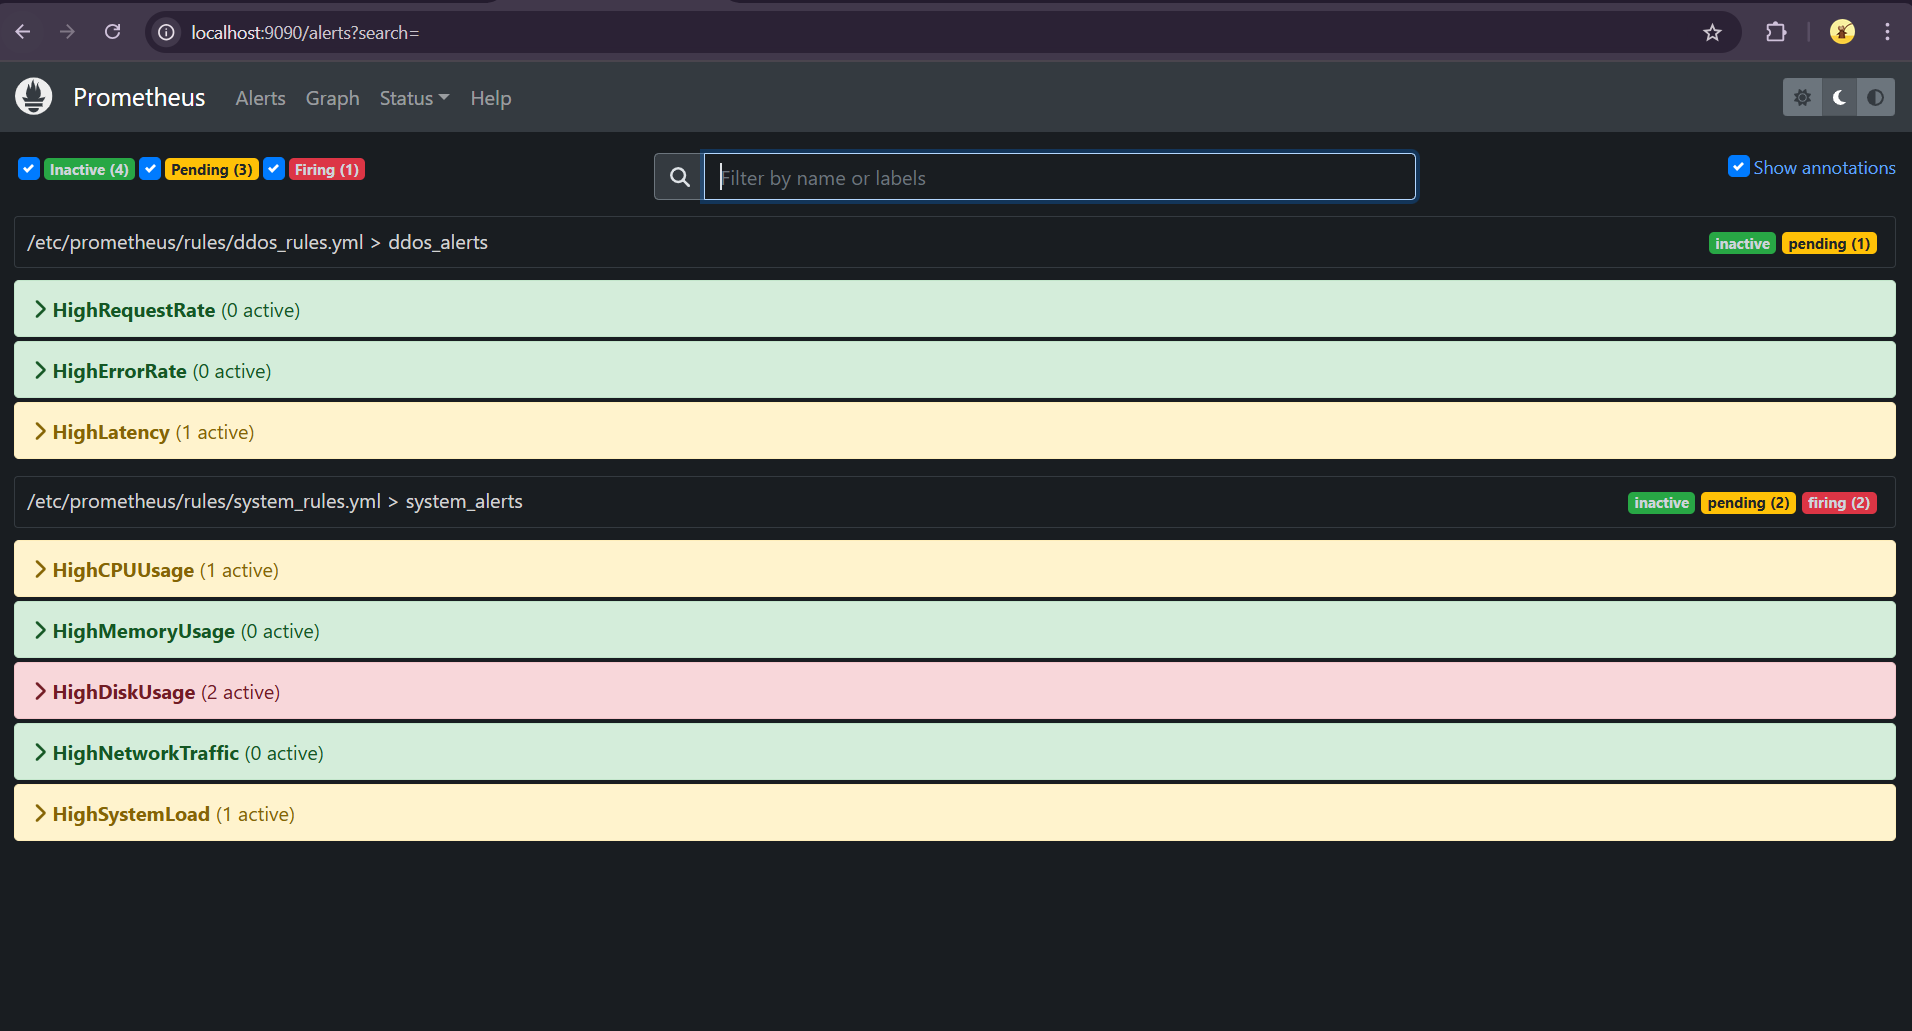 localhost:9090/alerts?search=
Prometheus Alerts Graph Status Help
Inactive (4) Pending (3) Firing (1) Filter by name or labels Show annotations
/etc/prometheus/rules/ddos_rules.yml > ddos_alerts inactive pending (1)
HighRequestRate (0 active)
HighErrorRate (0 active)
HighLatency (1 active)
/etc/prometheus/rules/system_rules.yml > system_alerts inactive pending (2) firing (2)
HighCPUUsage (1 active)
HighMemoryUsage (0 active)
HighDiskUsage (2 active)
HighNetworkTraffic (0 active)
HighSystemLoad (1 active)